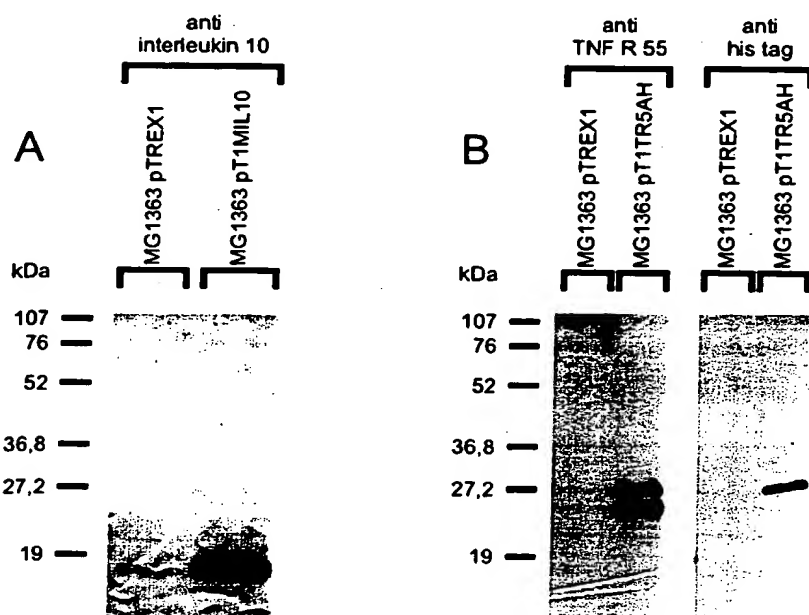 anti
interleukin 10
MG1363 pTREX1
MG1363 pT1MIL10
A
kDa
107
76
52
36,8
27,2
19
anti
TNF R 55
anti
his tag
MG1363 pTREX1
MG1363 pT1TR5AH
MG1363 pTREX1
MG1363 pT1TR5AH
B
kDa
107
76
52
36,8
27,2
19